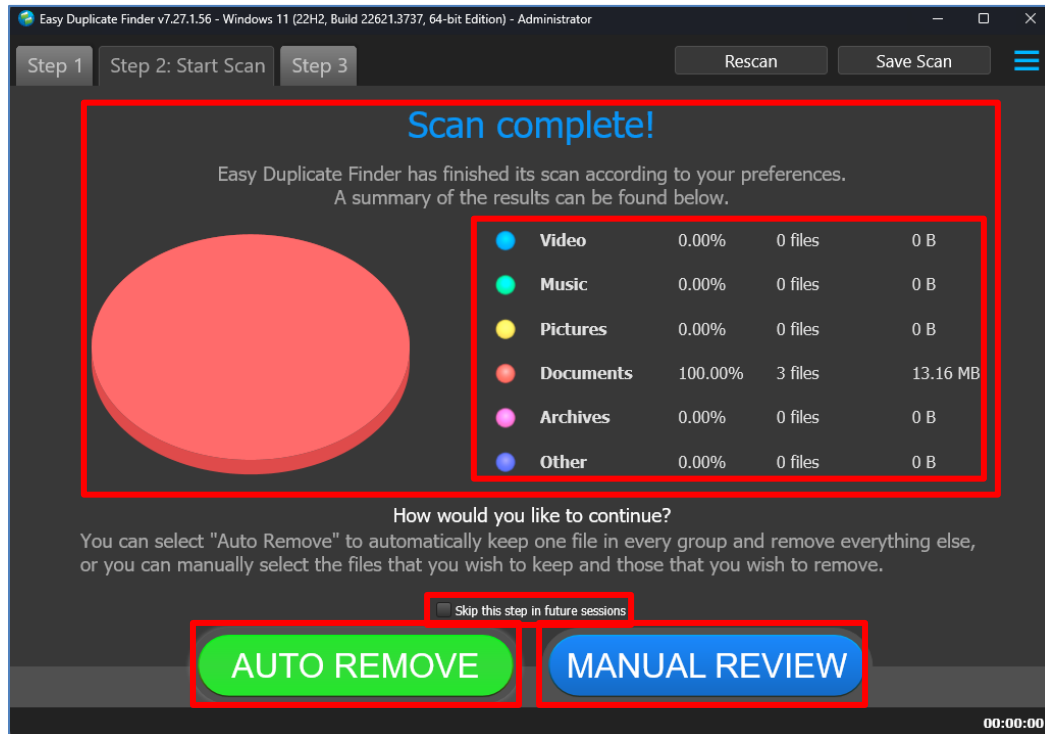 Easy Duplicate Finder v7.27.1.56 - Windows 11 (22H2, Build 22621.3737, 64-bit Edition) - Administrator
Step 1 Step 2: Start Scan Step 3 Rescan Save Scan
Scan complete!
Easy Duplicate Finder has finished its scan according to your preferences.
A summary of the results can be found below.
Video 0.00% 0 files 0 B
Music 0.00% 0 files 0 B
Pictures 0.00% 0 files 0 B
Documents 100.00% 3 files 13.16 MB
Archives 0.00% 0 files 0 B
Other 0.00% 0 files 0 B
How would you like to continue?
You can select "Auto Remove" to automatically keep one file in every group and remove everything else,
or you can manually select the files that you wish to keep and those that you wish to remove.
Skip this step in future sessions
AUTO REMOVE MANUAL REVIEW
00:00:00